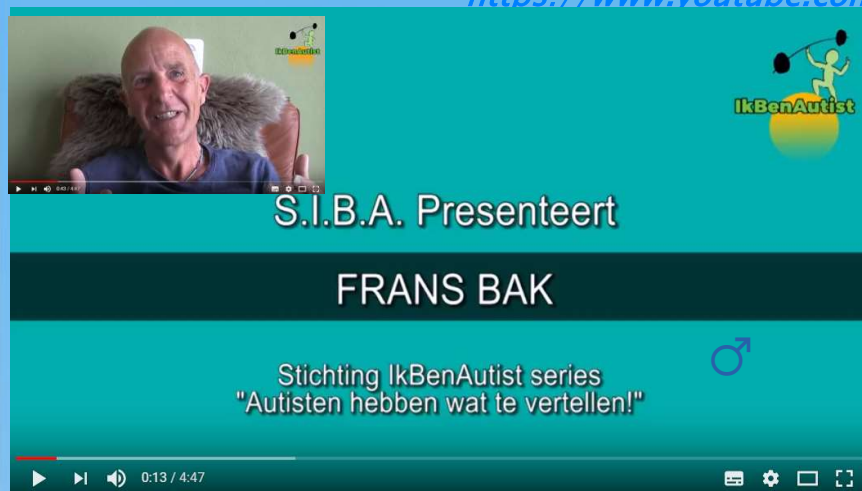 https://www.youtube.com
IkBenAutist
IkBenAutist
S.I.B.A. Presenteert
FRANS BAK
Stichting IkBenAutist series
"Autisten hebben wat te vertellen!"
0:13 / 4:47